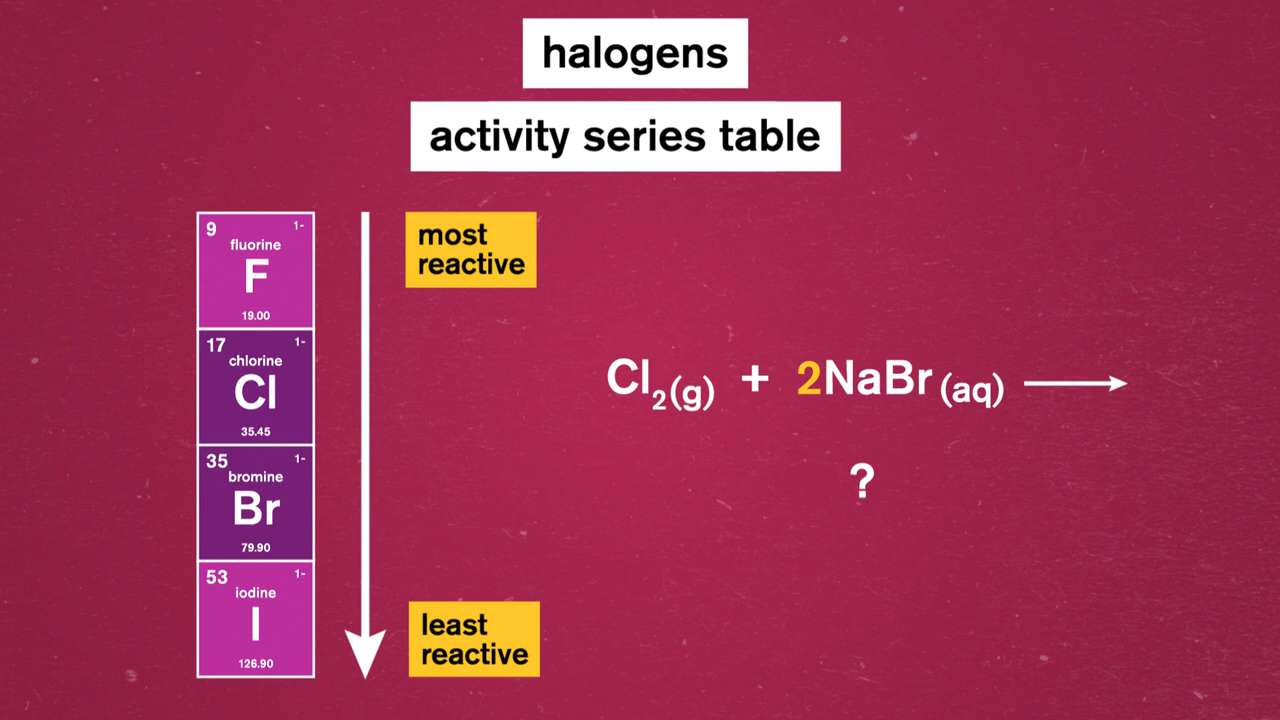 halogens
activity series table
9 1-
fluorine
F
19.00
17 1-
chlorine
Cl
35.45
35 1-
bromine
Br
79.90
53 1-
iodine
I
126.90
most
reactive
least
reactive
Cl₂(g) + 2NaBr(aq) ⟶
?